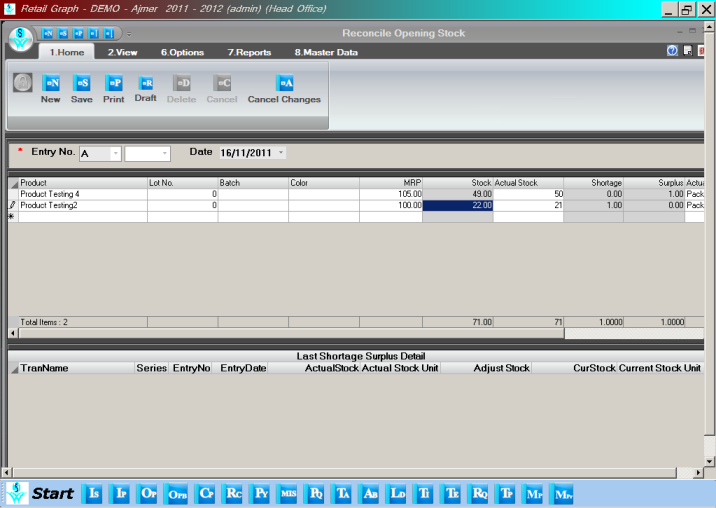 Retail Graph - DEMO - Ajmer 2011 - 2012 (admin) (Head Office)
Reconcile Opening Stock
1.Home 2.View 6.Options 7.Reports 8.Master Data
N S P R D C A
New Save Print Draft Delete Cancel Cancel Changes
* Entry No. A Date 16/11/2011
Product Lot No. Batch Color MRP Stock Actual Stock Shortage Surplus Actua
Product Testing 4 0 105.00 49.00 50 0.00 1.00 Pack
Product Testing2 0 100.00 22.00 21 1.00 0.00 Pack
Total Items : 2 71.00 71 1.0000 1.0000
Last Shortage Surplus Detail
TranName Series EntryNo EntryDate ActualStock Actual Stock Unit Adjust Stock CurStock Current Stock Unit
Start Is Ip Op OPB CP Rc PY MIS PQ TA AB LD TI TR RQ TP MP MPV